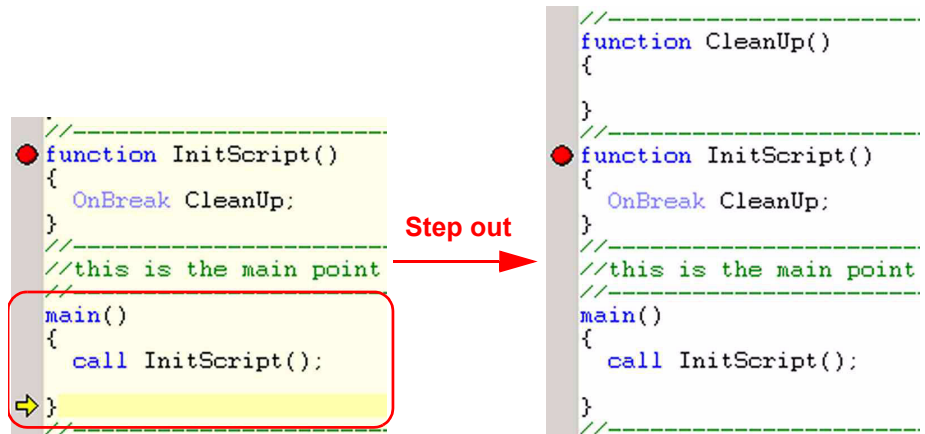 //-------------------------
function InitScript()
{
OnBreak CleanUp;
}
//-------------------------
//this is the main point
//-------------------------
main()
{
call InitScript();
}
//-------------------------
Step out
//-------------------------
function CleanUp()
{
}
//-------------------------
function InitScript()
{
OnBreak CleanUp;
}
//-------------------------
//this is the main point
//-------------------------
main()
{
call InitScript();
}
//-------------------------